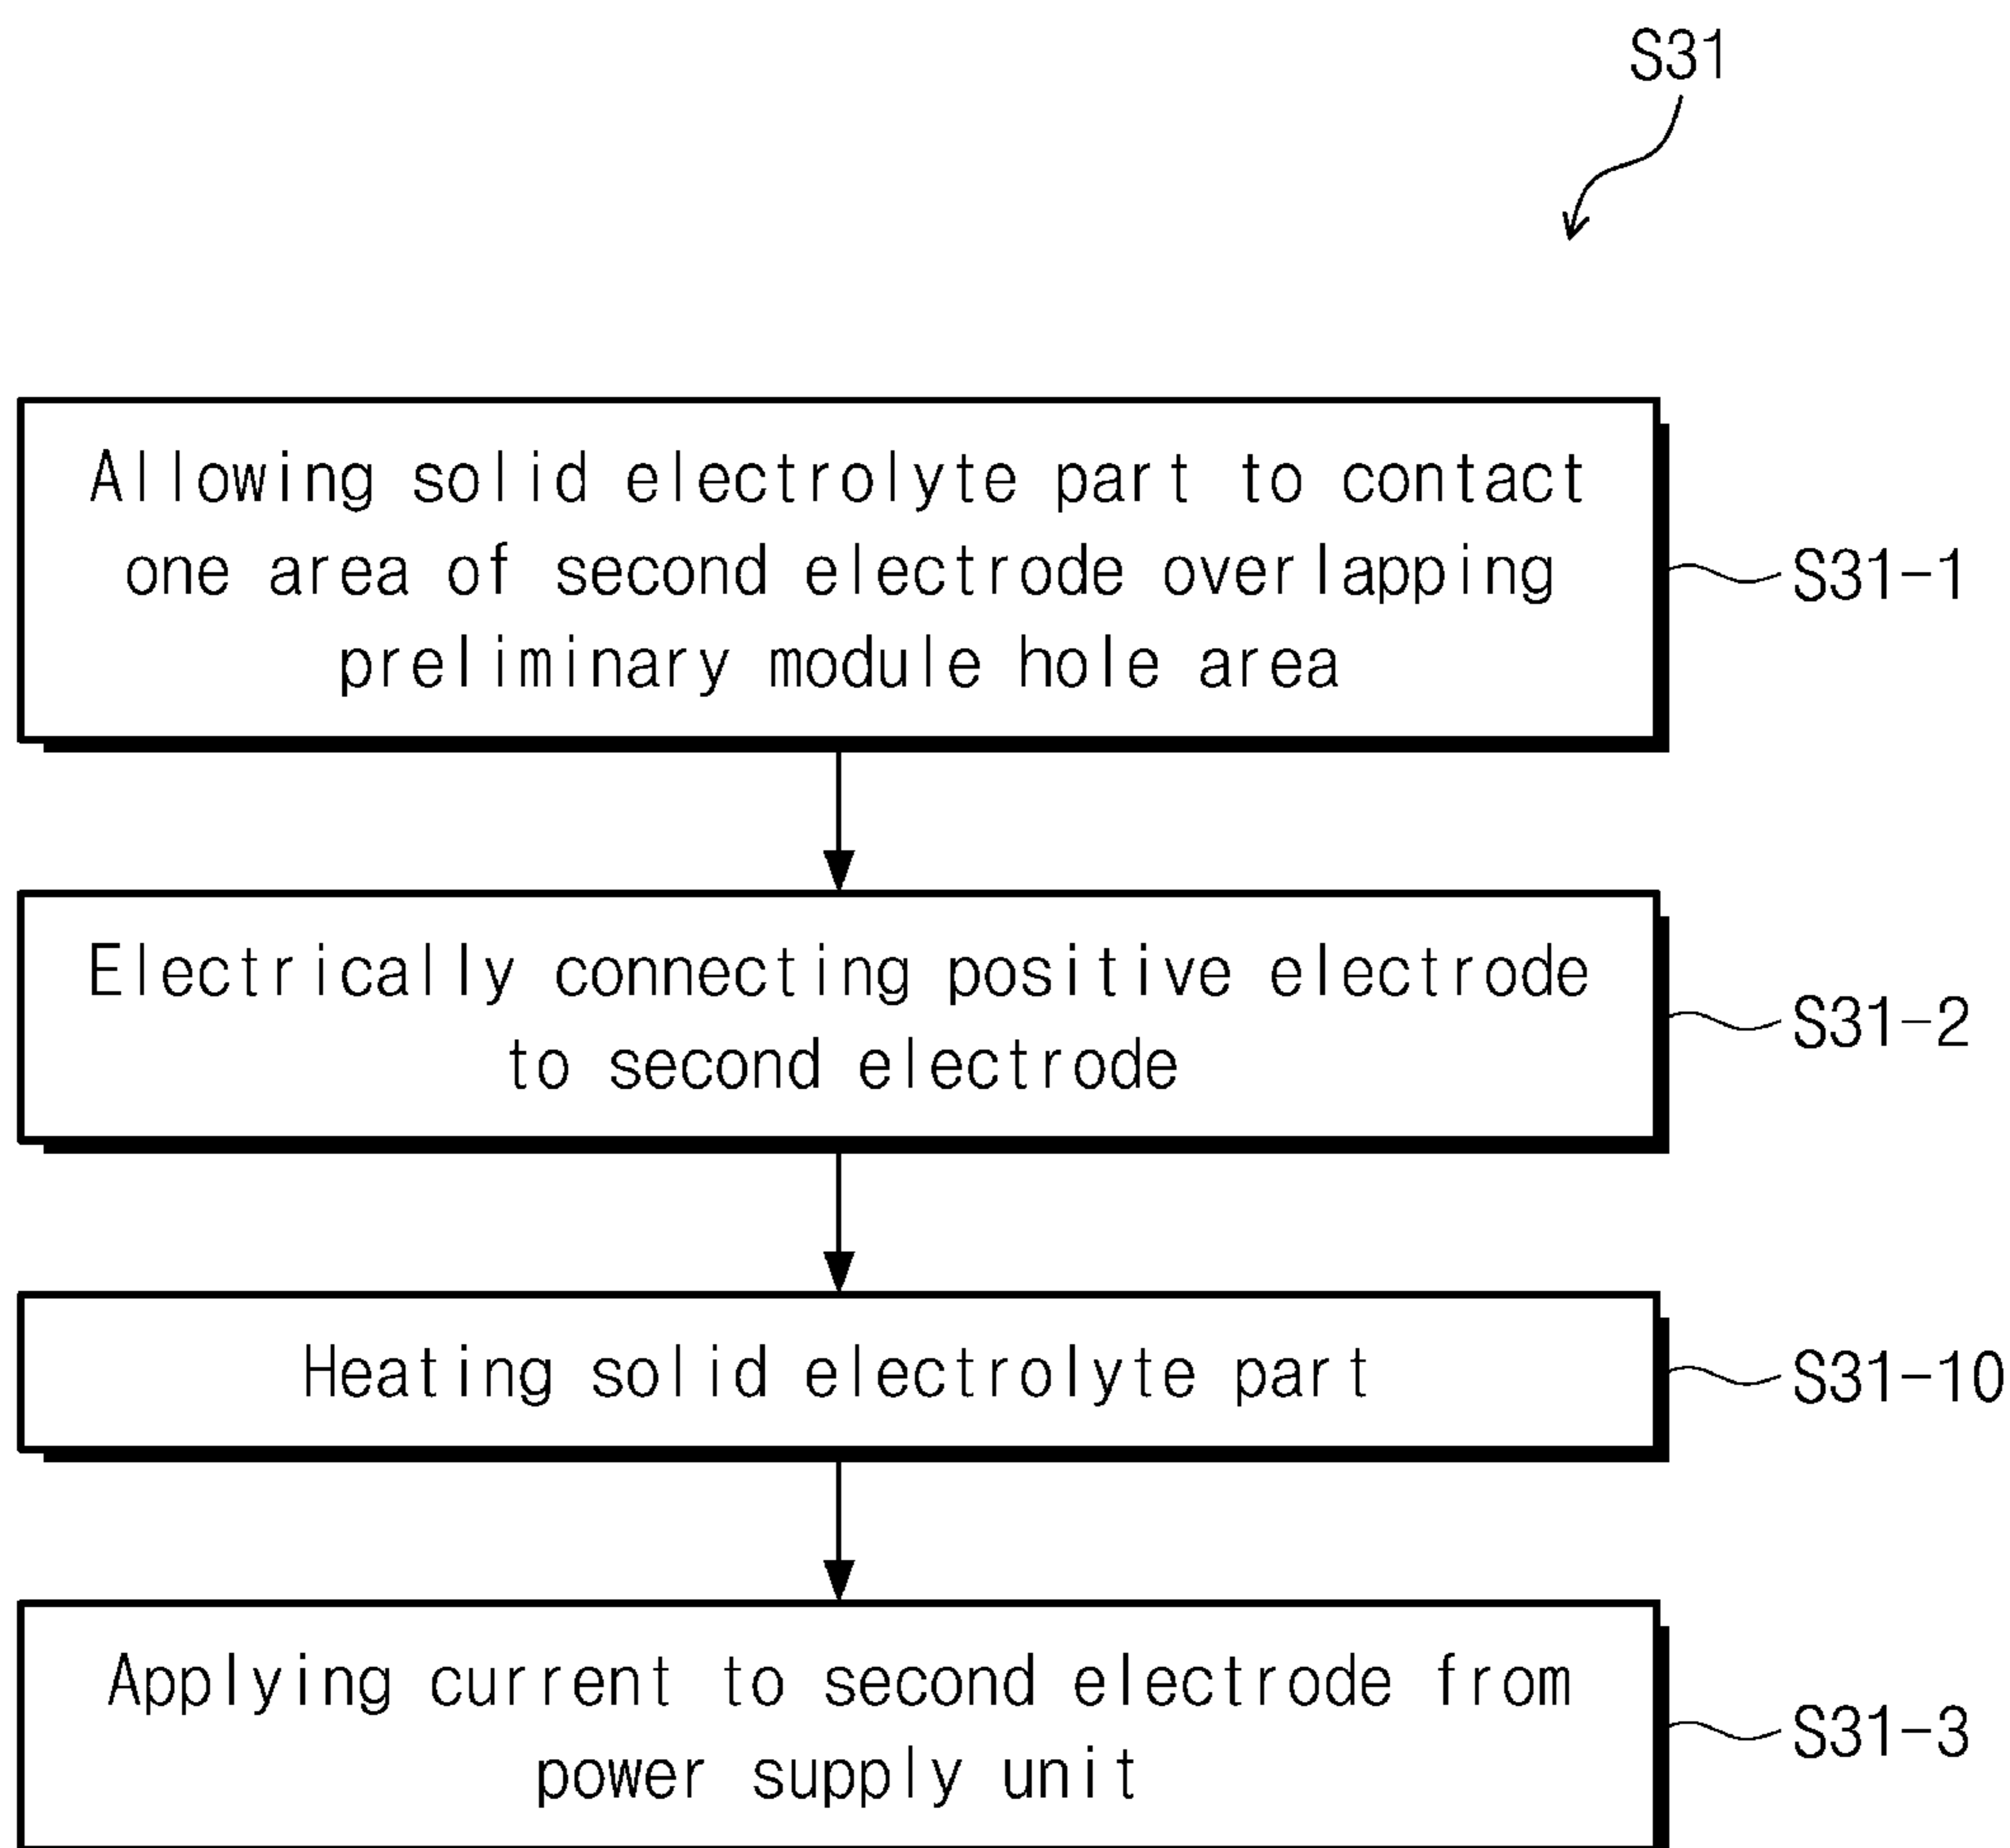 S31
Allowing solid electrolyte part to contact
one area of second electrode overlapping
preliminary module hole area
S31-1
Electrically connecting positive electrode
to second electrode
S31-2
Heating solid electrolyte part
S31-10
Applying current to second electrode from
power supply unit
S31-3